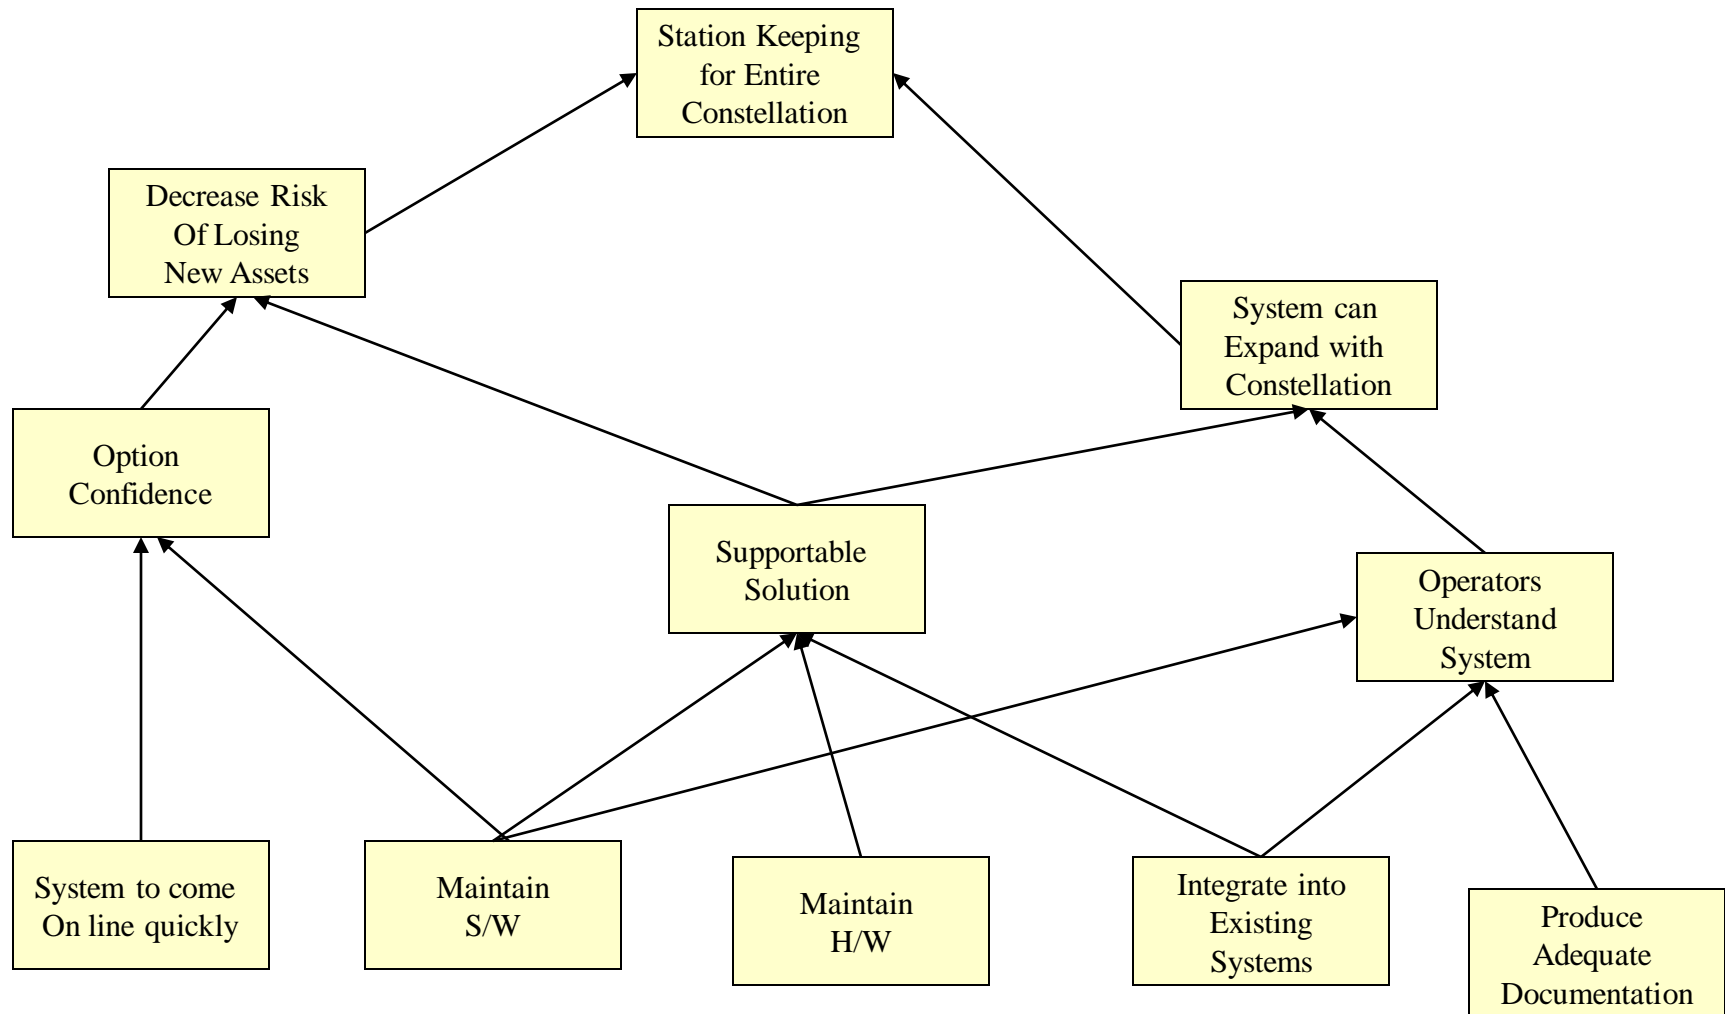 Station Keeping
for Entire
Constellation
Decrease Risk
Of Losing
New Assets
System can
Expand with
Constellation
Option
Confidence
Supportable
Solution
Operators
Understand
System
System to come
On line quickly
Maintain
S/W
Maintain
H/W
Integrate into
Existing
Systems
Produce
Adequate
Documentation